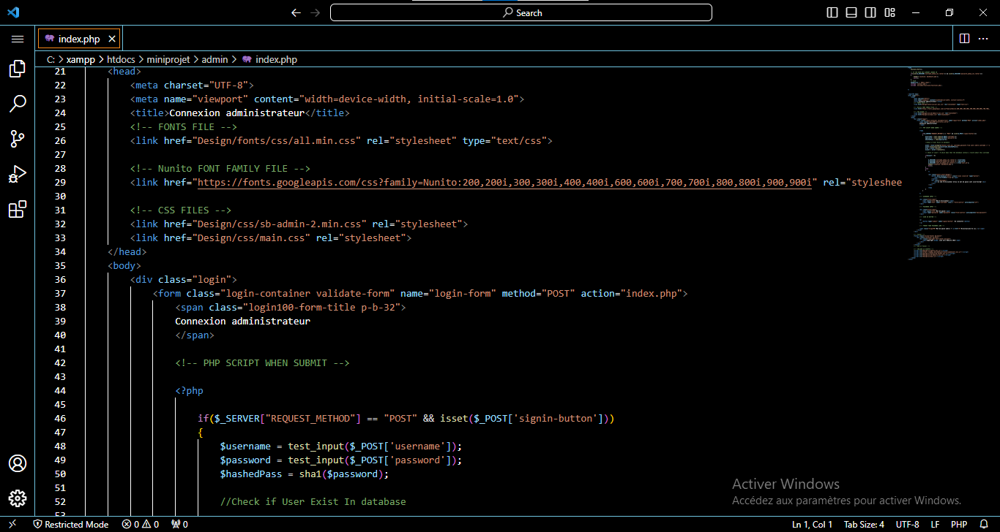 Search
index.php
C: > xampp > htdocs > miniprojet > admin > index.php
21 <head>
22 <meta charset="UTF-8">
23 <meta name="viewport" content="width=device-width, initial-scale=1.0">
24 <title>Connexion administrateur</title>
25 <!-- FONTS FILE -->
26 <link href="Design/fonts/css/all.min.css" rel="stylesheet" type="text/css">
27
28 <!-- Nunito FONT FAMILY FILE -->
29 <link href="https://fonts.googleapis.com/css?family=Nunito:200,200i,300,300i,400,400i,600,600i,700,700i,800,800i,900,900i" rel="styleshee
30
31 <!-- CSS FILES -->
32 <link href="Design/css/sb-admin-2.min.css" rel="stylesheet">
33 <link href="Design/css/main.css" rel="stylesheet">
34 </head>
35 <body>
36 <div class="login">
37 <form class="login-container validate-form" name="login-form" method="POST" action="index.php">
38 <span class="login100-form-title p-b-32">
39 Connexion administrateur
40 </span>
41
42 <!-- PHP SCRIPT WHEN SUBMIT -->
43
44 <?php
45
46 if($_SERVER["REQUEST_METHOD"] == "POST" && isset($_POST['signin-button']))
47 {
48 $username = test_input($_POST['username']);
49 $password = test_input($_POST['password']);
50 $hashedPass = sha1($password);
51
52 //Check if User Exist In database
53
Activer Windows
Accédez aux paramètres pour activer Windows.
Restricted Mode 0 0 0 Ln 1, Col 1 Tab Size: 4 UTF-8 LF PHP